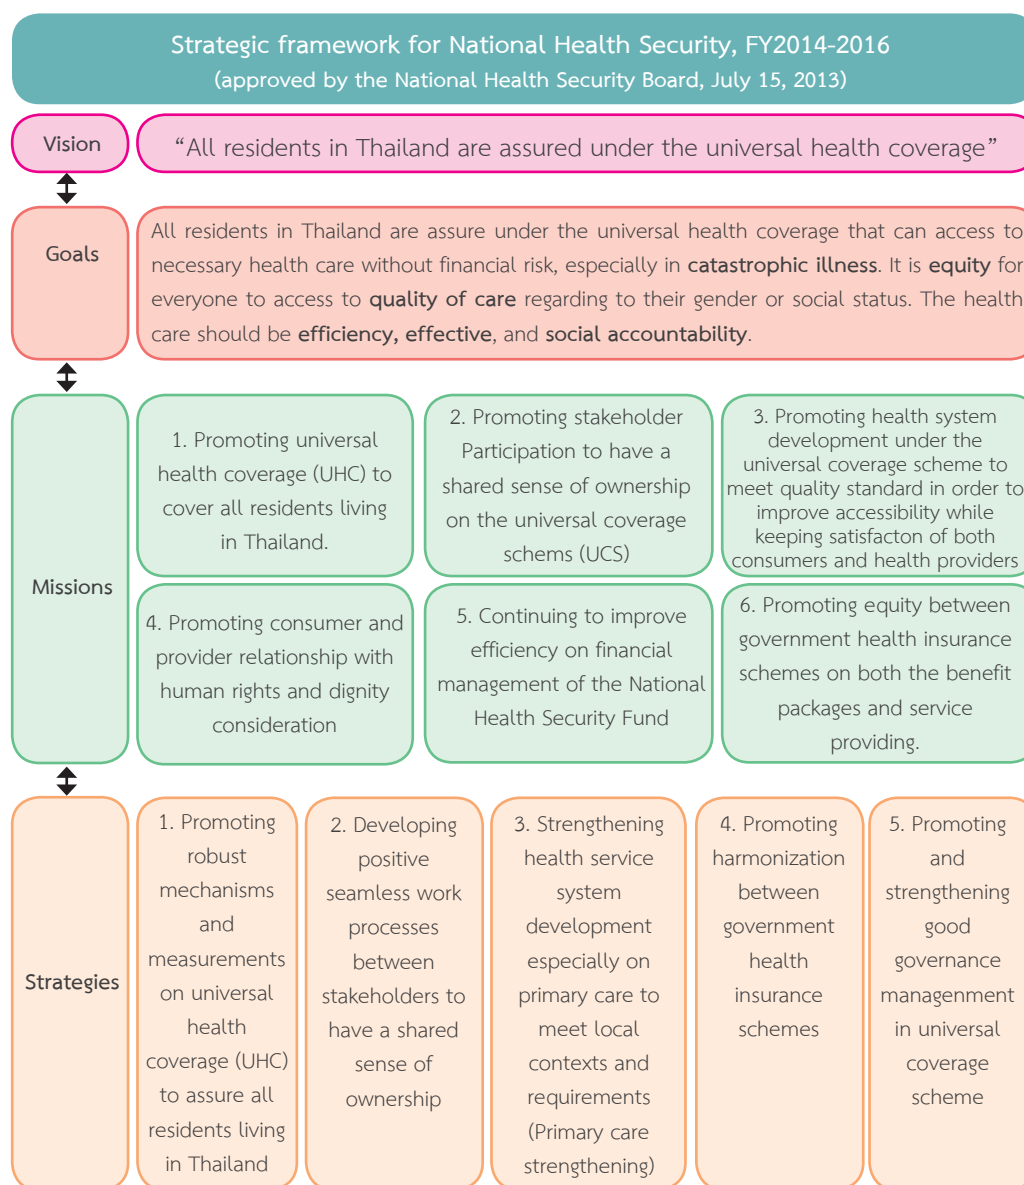 Strategic framework for National Health Security, FY2014-2016
(approved by the National Health Security Board, July 15, 2013)
Vision
“All residents in Thailand are assured under the universal health coverage”
Goals
All residents in Thailand are assure under the universal health coverage that can access to
necessary health care without financial risk, especially in catastrophic illness. It is equity for
everyone to access to quality of care regarding to their gender or social status. The health
care should be efficiency, effective, and social accountability.
Missions
1. Promoting universal
health coverage (UHC) to
cover all residents living
in Thailand.
2. Promoting stakeholder
Participation to have a
shared sense of ownership
on the universal coverage
schems (UCS)
3. Promoting health system
development under the
universal coverage scheme to
meet quality standard in order to
improve accessibility while
keeping satisfacton of both
consumers and health providers
4. Promoting consumer and
provider relationship with
human rights and dignity
consideration
5. Continuing to improve
efficiency on financial
management of the National
Health Security Fund
6. Promoting equity between
government health insurance
schemes on both the benefit
packages and service
providing.
Strategies
1. Promoting
robust
mechanisms
and
measurements
on universal
health
coverage (UHC)
to assure all
residents living
in Thailand
2. Developing
positive
seamless work
processes
between
stakeholders to
have a shared
sense of
ownership
3. Strengthening
health service
system
development
especially on
primary care to
meet local
contexts and
requirements
(Primary care
strengthening)
4. Promoting
harmonization
between
government
health
insurance
schemes
5. Promoting
and
strengthening
good
governance
managenment
in universal
coverage
scheme